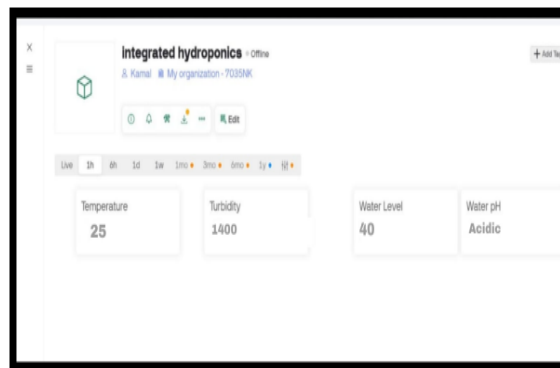 integrated hydroponics • Offline
Kamal My organization - 7035NK
+ Add Tag
Edit
Live 1h 6h 1d 1w 1mo 3mo 6mo 1y
Temperature Turbidity Water Level Water pH
25 1400 40 Acidic